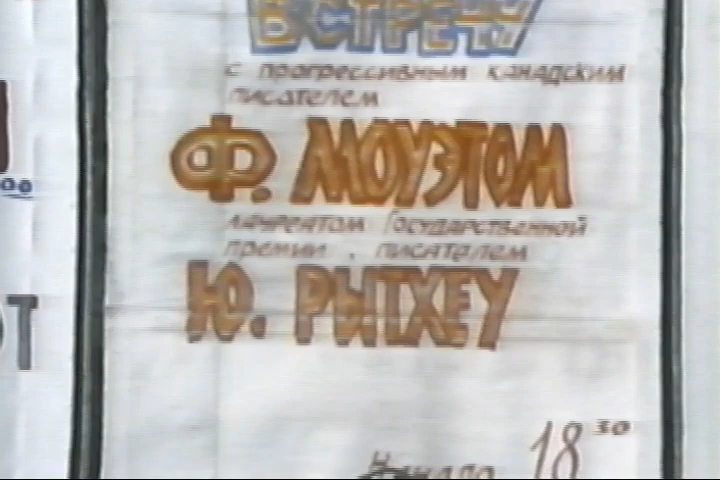 ВСТРЕЧУ
с прогрессивным канадским
писателем
Ф. МОУЭТОМ
лауреатом Государственной
премии, писателем
Ю. РЫТХЕУ
Начало 18 30